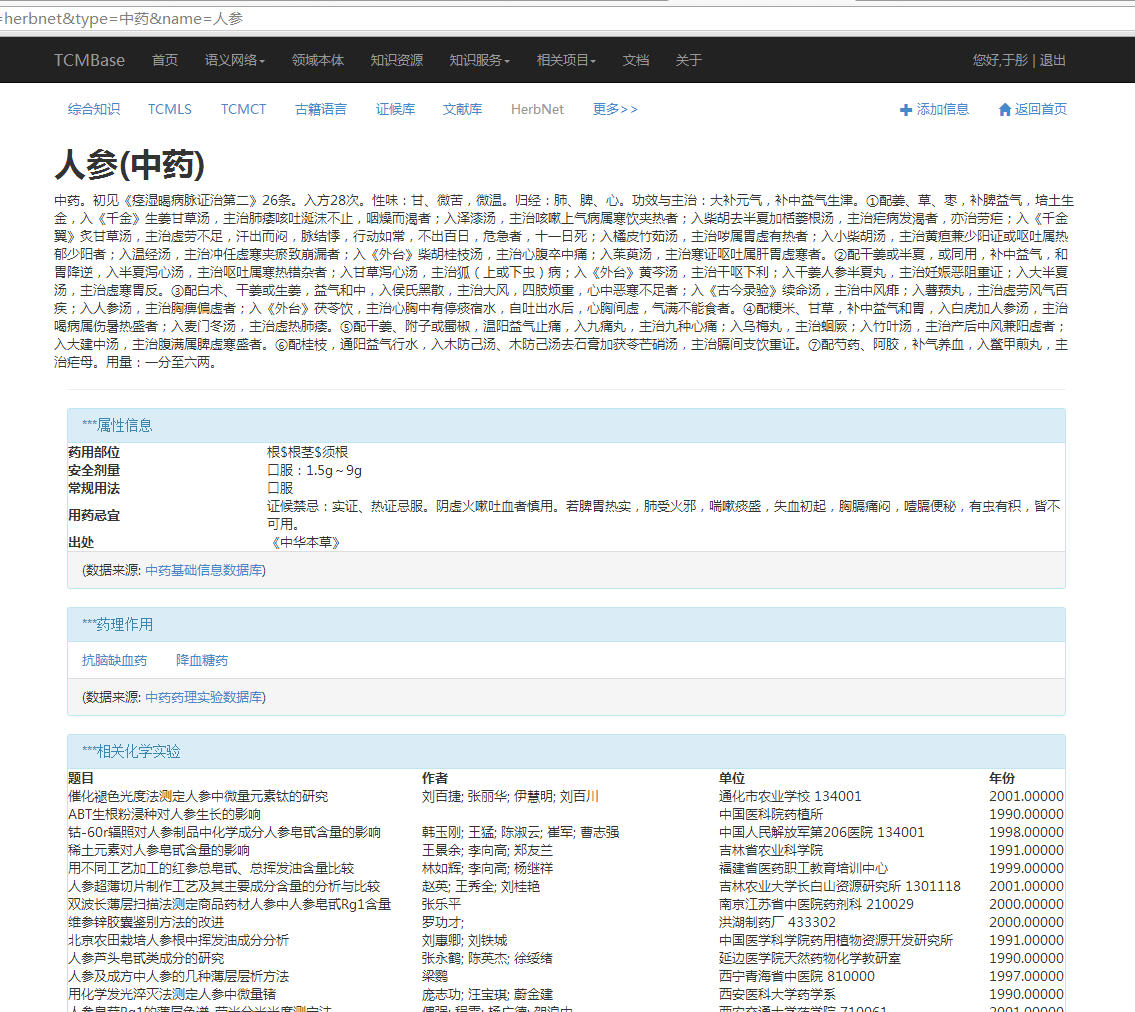 =herbnet&type=中药&name=人参
TCMBase 首页 语义网络 领域本体 知识资源 知识服务 相关项目 文档 关于 您好,于彤 | 退出
综合知识 TCMLS TCMCT 古籍语言 证候库 文献库 HerbNet 更多>> 添加信息 返回首页
人参(中药)
中药。初见《痉湿暍病脉证治第二》26条。入方28次。性味：甘、微苦，微温。归经：肺、脾、心。功效与主治：大补元气，补中益气生津。①配姜、草、枣，补脾益气，培土生
金，入《千金》生姜甘草汤，主治肺痿咳吐涎沫不止，咽燥而渴者；入泽漆汤，主治咳嗽上气病属寒饮夹热者；入柴胡去半夏加栝蒌根汤，主治疟病发渴者，亦治劳疟；入《千金
翼》炙甘草汤，主治虚劳不足，汗出而闷，脉结悸，行动如常，不出百日，危急者，十一日死；入橘皮竹茹汤，主治哕属胃虚有热者；入小柴胡汤，主治黄疸兼少阳证或呕吐属热
郁少阳者；入温经汤，主治冲任虚寒夹瘀致崩漏者；入《外台》柴胡桂枝汤，主治心腹卒中痛；入茱萸汤，主治寒证呕吐属肝胃虚寒者。②配干姜或半夏，或同用，补中益气，和
胃降逆，入半夏泻心汤，主治呕吐属寒热错杂者；入甘草泻心汤，主治狐（上或下虫）病；入《外台》黄芩汤，主治干呕下利；入干姜人参半夏丸，主治妊娠恶阻重证；入大半夏
汤，主治虚寒胃反。③配白术、干姜或生姜，益气和中，入侯氏黑散，主治大风，四肢烦重，心中恶寒不足者；入《古今录验》续命汤，主治中风痱；入薯蓣丸，主治虚劳风气百
疾；入人参汤，主治胸痹偏虚者；入《外台》茯苓饮，主治心胸中有停痰宿水，自吐出水后，心胸间虚，气满不能食者。④配粳米、甘草，补中益气和胃，入白虎加人参汤，主治
暍病属伤暑热盛者；入麦门冬汤，主治虚热肺痿。⑤配干姜、附子或蜀椒，温阳益气止痛，入九痛丸，主治九种心痛；入乌梅丸，主治蛔厥；入竹叶汤，主治产后中风兼阳虚者；
入大建中汤，主治腹满属脾虚寒盛者。⑥配桂枝，通阳益气行水，入木防己汤、木防己汤去石膏加茯苓芒硝汤，主治膈间支饮重证。⑦配芍药、阿胶，补气养血，入鳖甲煎丸，主
治疟母。用量：一分至六两。
***属性信息
药用部位 根$根茎$须根
安全剂量 口服：1.5g～9g
常规用法 口服
用药忌宜 证候禁忌：实证、热证忌服。阴虚火嗽吐血者慎用。若脾胃热实，肺受火邪，喘嗽痰盛，失血初起，胸膈痛闷，噎膈便秘，有虫有积，皆不
可用。
出处 《中华本草》
(数据来源: 中药基础信息数据库)
***药理作用
抗脑缺血药 降血糖药
(数据来源: 中药药理实验数据库)
***相关化学实验
题目 作者 单位 年份
催化褪色光度法测定人参中微量元素钛的研究 刘百捷; 张丽华; 伊慧明; 刘百川 通化市农业学校 134001 2001.00000
ABT生根粉浸种对人参生长的影响 中国医科院药植所 1990.00000
钴-60r辐照对人参制品中化学成分人参皂甙含量的影响 韩玉刚; 王猛; 陈淑云; 崔军; 曹志强 中国人民解放军第206医院 134001 1998.00000
稀土元素对人参皂甙含量的影响 王景余; 李向高; 郑友兰 吉林省农业科学院 1991.00000
用不同工艺加工的红参总皂甙、总挥发油含量比较 林如辉; 李向高; 杨继祥 福建省医药职工教育培训中心 1999.00000
人参超薄切片制作工艺及其主要成分含量的分析与比较 赵英; 王秀全; 刘桂艳 吉林农业大学长白山资源研究所 1301118 2001.00000
双波长薄层扫描法测定商品药材人参中人参皂甙Rg1含量 张乐平 南京江苏省中医院药剂科 210029 2000.00000
维参锌胶囊鉴别方法的改进 罗功才; 洪湖制药厂 433302 2000.00000
北京农田栽培人参根中挥发油成分分析 刘惠卿; 刘铁城 中国医学科学院药用植物资源开发研究所 1991.00000
人参芦头皂甙类成分的研究 张永鹤; 陈英杰; 徐绥绪 延边医学院天然药物化学教研室 1990.00000
人参及成方中人参的几种薄层层析方法 梁鹂 西宁青海省中医院 810000 1997.00000
用化学发光淬灭法测定人参中微量锗 庞志功; 汪宝琪; 蔚金建 西安医科大学药学系 1990.00000